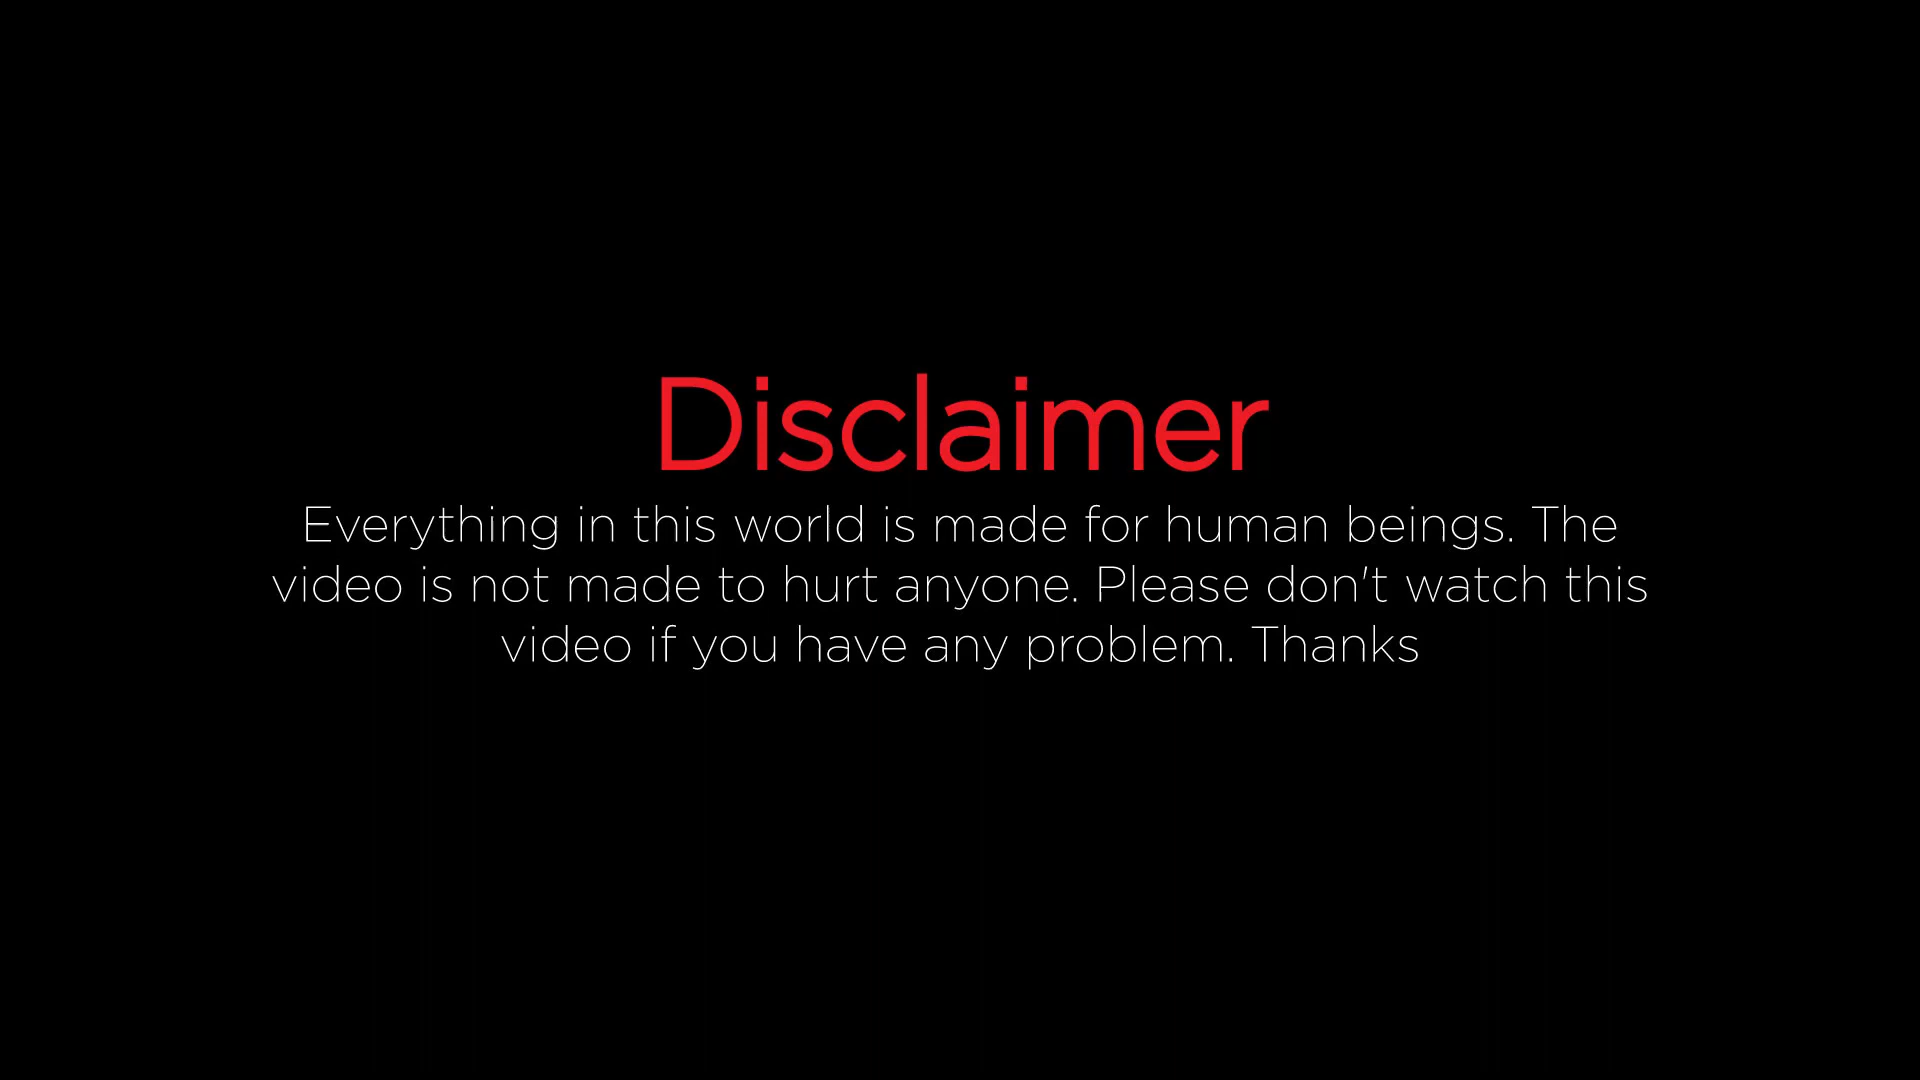 Disclaimer
Everything in this world is made for human beings. The
video is not made to hurt anyone. Please don't watch this
video if you have any problem. Thanks